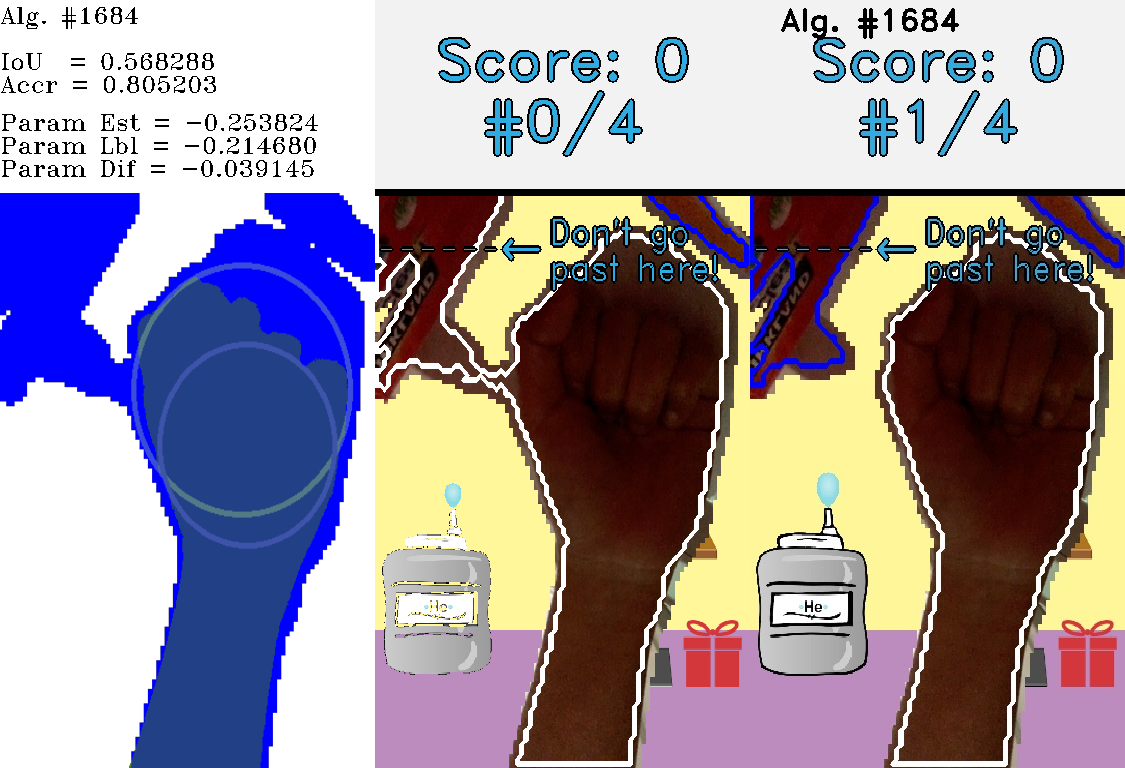 Alg. #1684
IoU = 0.568288
Accr = 0.805203
Param Est = −0.253824
Param Lbl = −0.214680
Param Dif = −0.039145
Score: 0
#0/4
Don't go
past here!
He
Alg. #1684
Score: 0
#1/4
Don't go
past here!
He